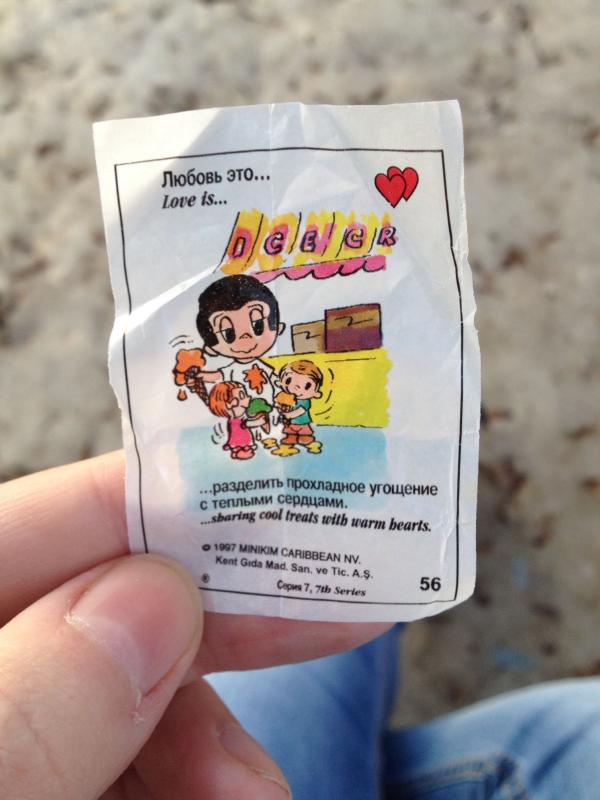 Любовь это...
Love is...
ICE CR
...разделить прохладное угощение
с теплыми сердцами.
...sharing cool treats with warm hearts.
© 1997 MINIKIM CARIBBEAN NV.
Kent Gıda Mad. San. ve Tic. A.Ş.
® Серия 7, 7th Series 56